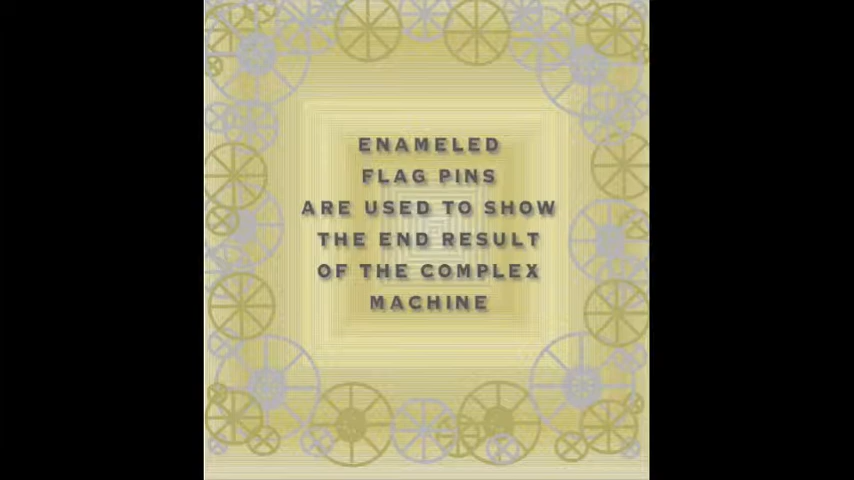 ENAMELED
FLAG PINS
ARE USED TO SHOW
THE END RESULT
OF THE COMPLEX
MACHINE